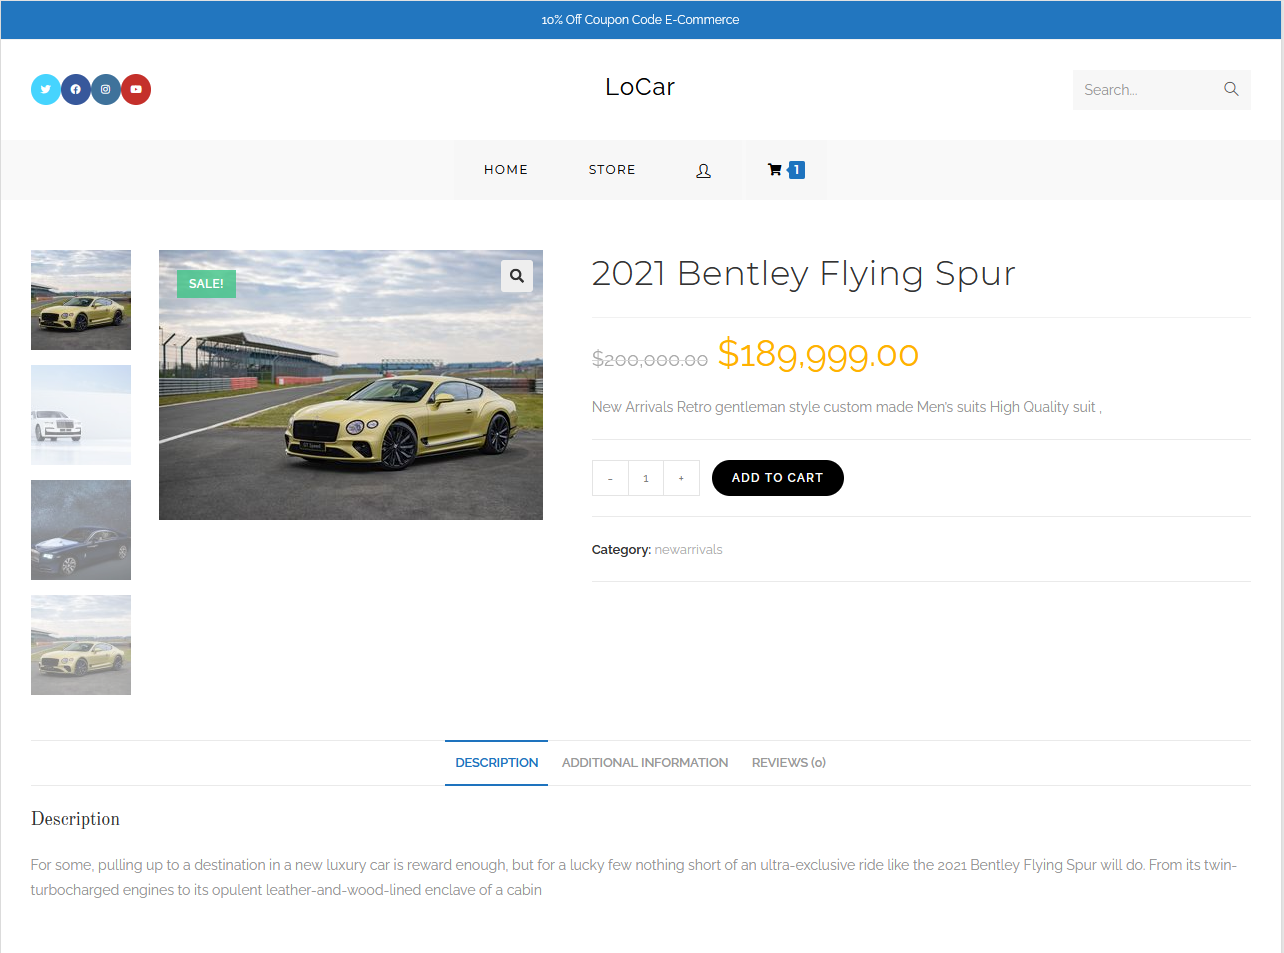 10% Off Coupon Code E-Commerce
LoCar
Search...
HOME
STORE
1
SALE!
GT Speed
2021 Bentley Flying Spur
$200,000.00 $189,999.00
New Arrivals Retro gentleman style custom made Men's suits High Quality suit ,
- 1 +
ADD TO CART
Category: newarrivals
DESCRIPTION
ADDITIONAL INFORMATION
REVIEWS (0)
Description
For some, pulling up to a destination in a new luxury car is reward enough, but for a lucky few nothing short of an ultra-exclusive ride like the 2021 Bentley Flying Spur will do. From its twin-
turbocharged engines to its opulent leather-and-wood-lined enclave of a cabin